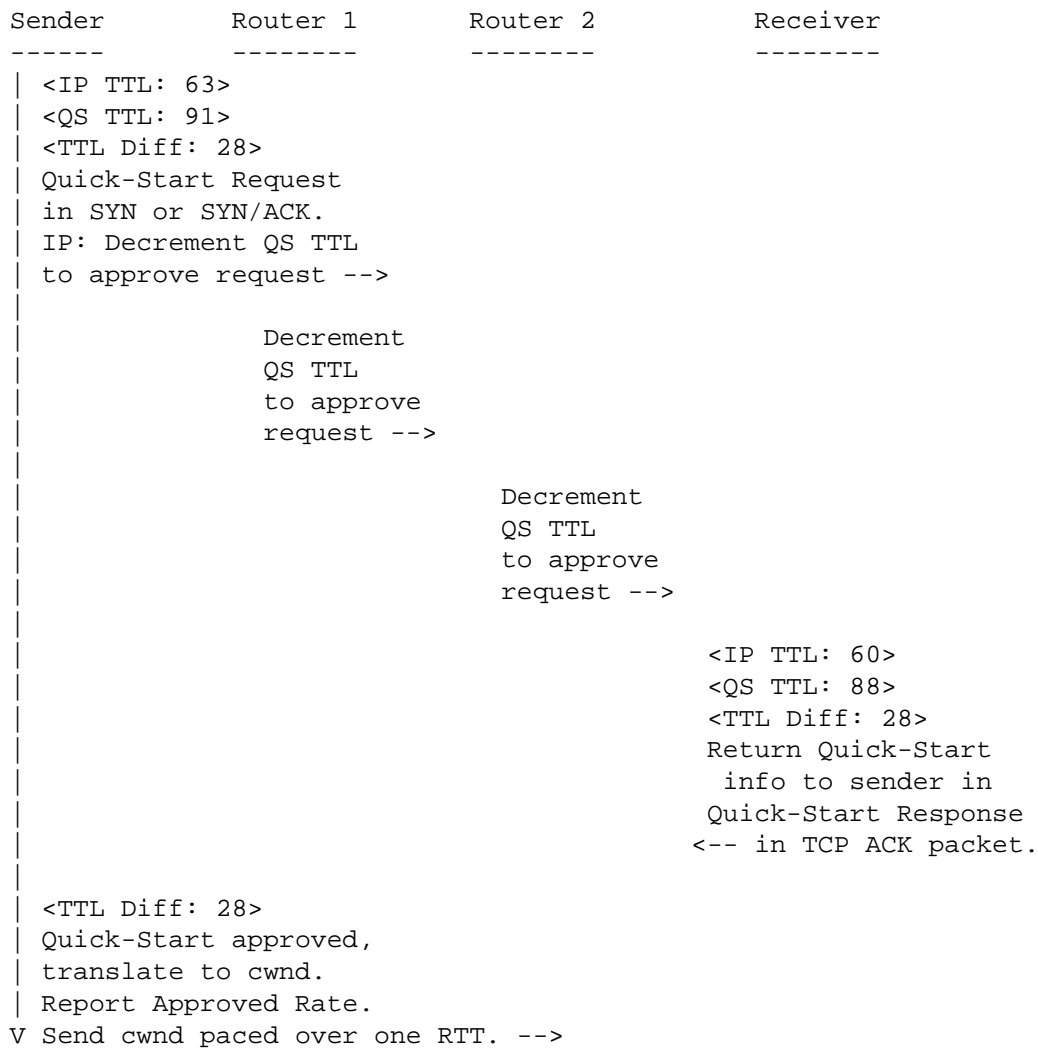 Sender        Router 1       Router 2          Receiver
------        --------       --------          --------
| <IP TTL: 63>
| <QS TTL: 91>
| <TTL Diff: 28>
| Quick-Start Request
| in SYN or SYN/ACK.
| IP: Decrement QS TTL
| to approve request -->
|
|               Decrement
|               QS TTL
|               to approve
|               request -->
|
|                              Decrement
|                              QS TTL
|                              to approve
|                              request -->
|
|                                           <IP TTL: 60>
|                                           <QS TTL: 88>
|                                           <TTL Diff: 28>
|                                           Return Quick-Start
|                                            info to sender in
|                                           Quick-Start Response
|                                          <-- in TCP ACK packet.
|
| <TTL Diff: 28>
| Quick-Start approved,
| translate to cwnd.
| Report Approved Rate.
V Send cwnd paced over one RTT. -->